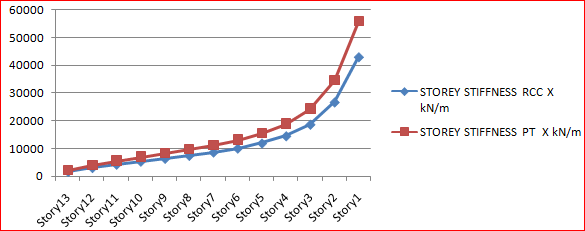 60000
50000
40000
30000
20000
10000
0
Story13
Story12
Story11
Story10
Story9
Story8
Story7
Story6
Story5
Story4
Story3
Story2
Story1
STOREY STIFFNESS RCC X
kN/m
STOREY STIFFNESS PT X kN/m